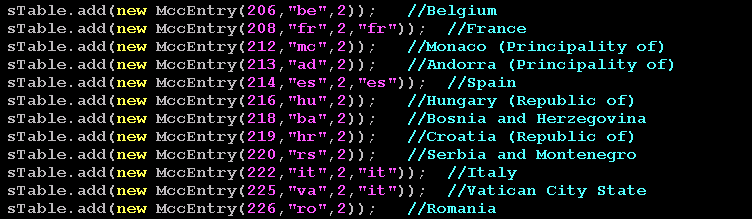 sTable.add(new MccEntry(206,"be",2));   //Belgium
sTable.add(new MccEntry(208,"fr",2,"fr"));  //France
sTable.add(new MccEntry(212,"mc",2));   //Monaco (Principality of)
sTable.add(new MccEntry(213,"ad",2));   //Andorra (Principality of)
sTable.add(new MccEntry(214,"es",2,"es"));  //Spain
sTable.add(new MccEntry(216,"hu",2));   //Hungary (Republic of)
sTable.add(new MccEntry(218,"ba",2));   //Bosnia and Herzegovina
sTable.add(new MccEntry(219,"hr",2));   //Croatia (Republic of)
sTable.add(new MccEntry(220,"rs",2));   //Serbia and Montenegro
sTable.add(new MccEntry(222,"it",2,"it"));  //Italy
sTable.add(new MccEntry(225,"va",2,"it"));  //Vatican City State
sTable.add(new MccEntry(226,"ro",2));   //Romania